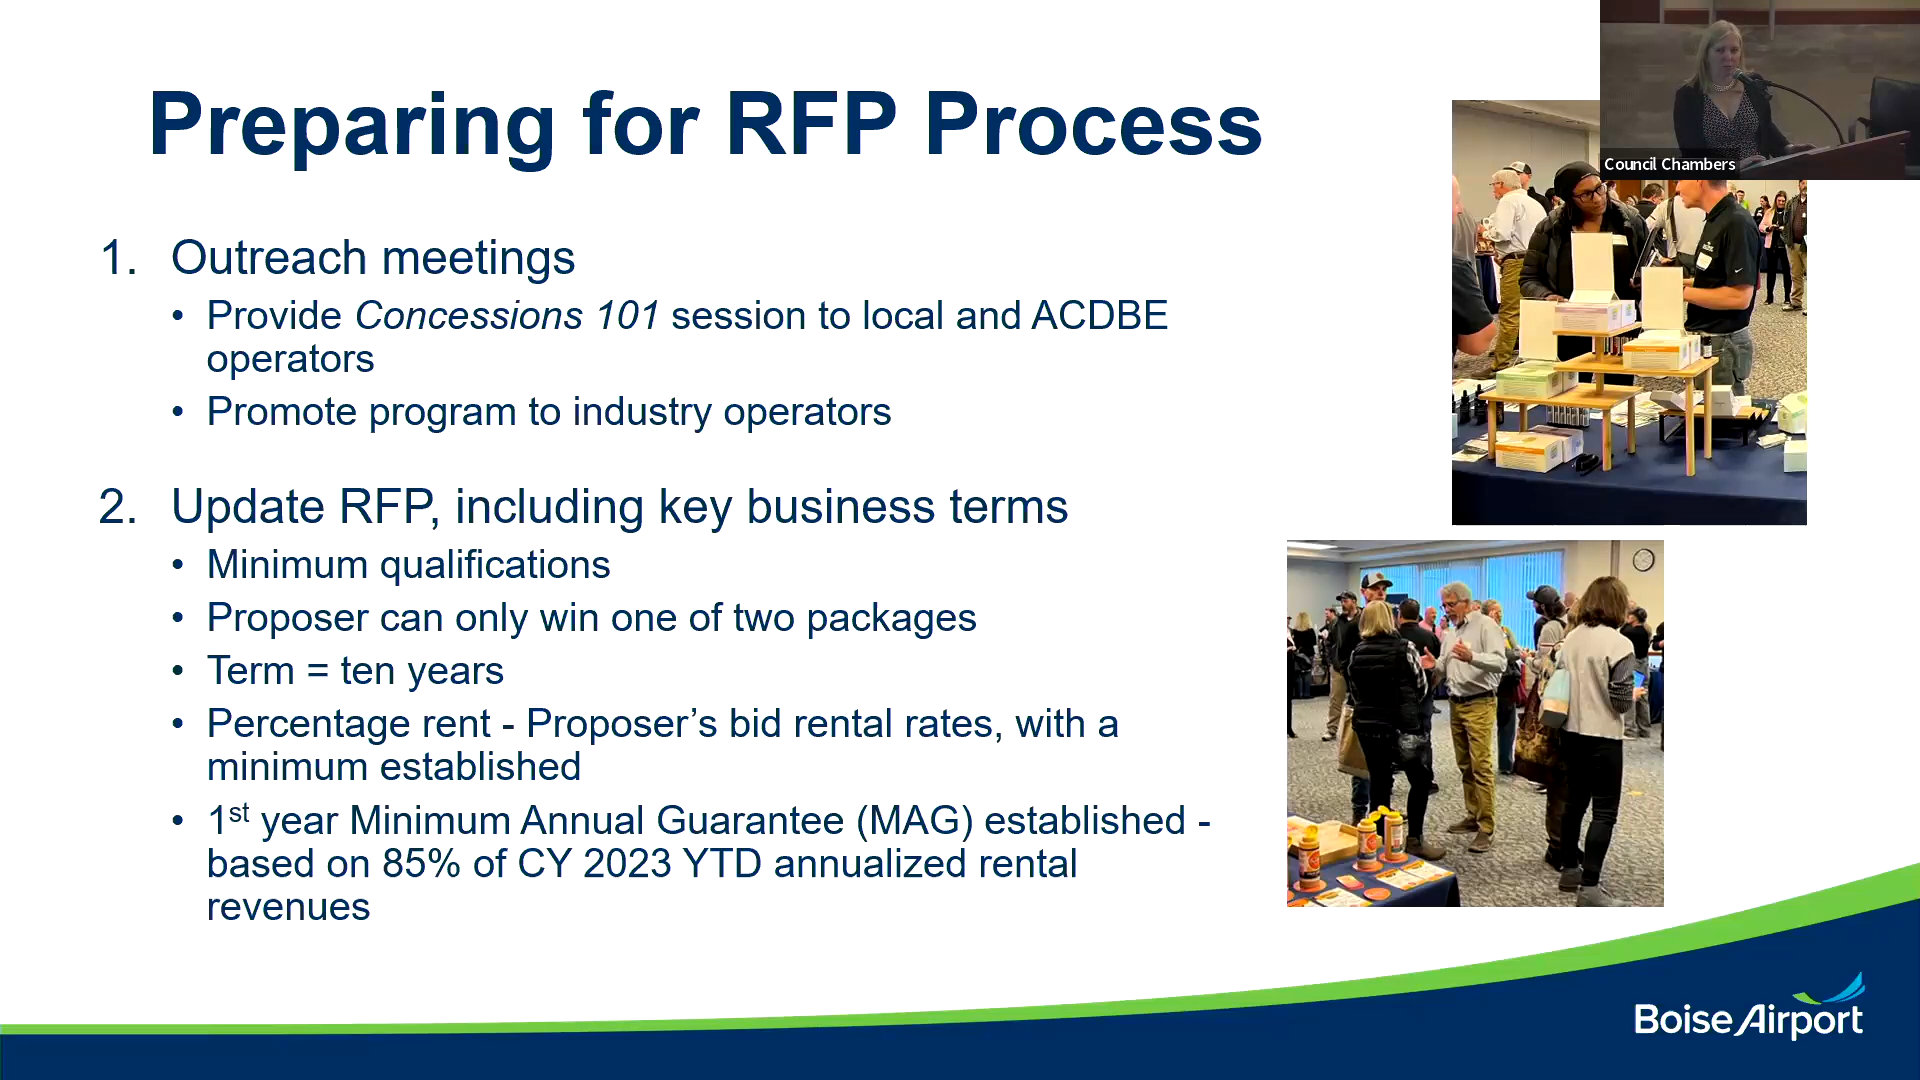 Preparing for RFP Process
Council Chambers
1. Outreach meetings
• Provide Concessions 101 session to local and ACDBE
operators
• Promote program to industry operators
2. Update RFP, including key business terms
• Minimum qualifications
• Proposer can only win one of two packages
• Term = ten years
• Percentage rent - Proposer’s bid rental rates, with a
minimum established
• 1st year Minimum Annual Guarantee (MAG) established -
based on 85% of CY 2023 YTD annualized rental
revenues
Boise Airport